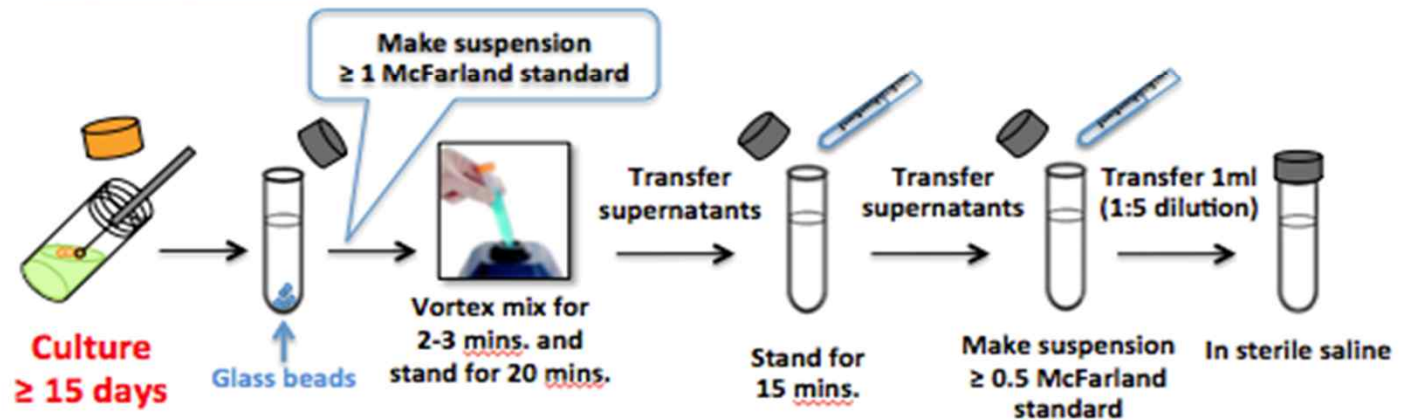 Make suspension
≥ 1 McFarland standard
Culture
≥ 15 days
Glass beads
Vortex mix for
2-3 mins. and
stand for 20 mins.
Transfer
supernatants
Stand for
15 mins.
Transfer
supernatants
Make suspension
≥ 0.5 McFarland
standard
Transfer 1ml
(1:5 dilution)
In sterile saline